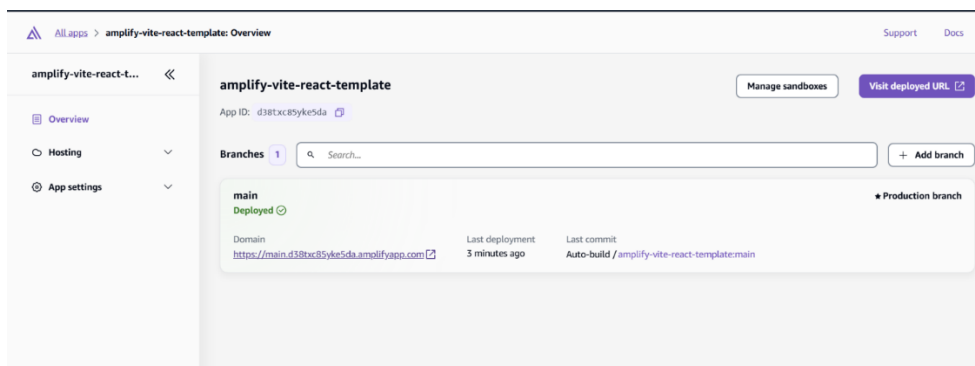 All apps > amplify-vite-react-template: Overview
Support
Docs
amplify-vite-react-t...
Overview
Hosting
App settings
amplify-vite-react-template
Manage sandboxes
Visit deployed URL
App ID: d38txc85yke5da
Branches 1
Search...
+ Add branch
main
Production branch
Deployed
Domain
Last deployment
Last commit
https://main.d38txc85yke5da.amplifyapp.com
3 minutes ago
Auto-build / amplify-vite-react-template:main